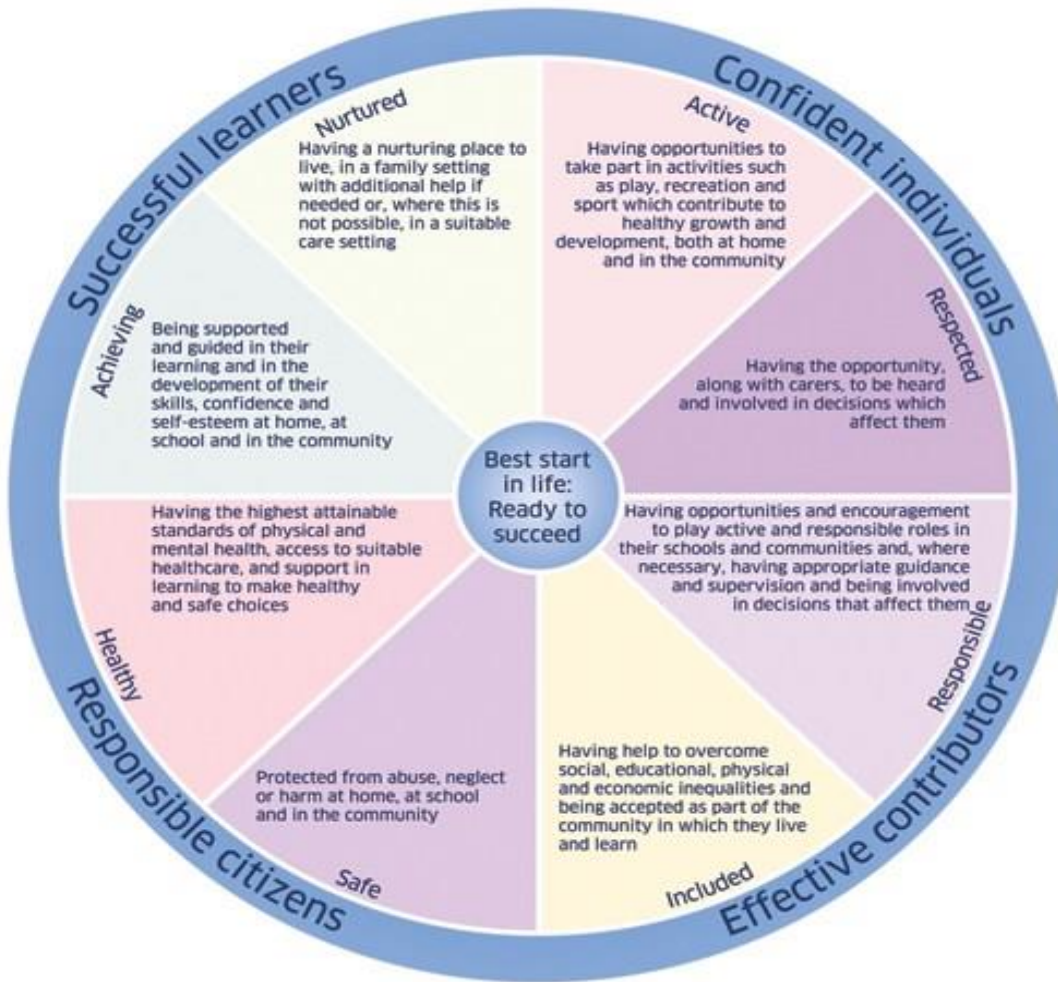 Successful learners
Confident individuals
Nurtured
Having a nurturing place to
live, in a family setting
with additional help if
needed or, where this is
not possible, in a suitable
care setting
Active
Having opportunities to
take part in activities such
as play, recreation and
sport which contribute to
healthy growth and
development, both at home
and in the community
Achieving
Being supported
and guided in their
learning and in the
development of their
skills, confidence and
self-esteem at home, at
school and in the community
Respected
Having the opportunity,
along with carers, to be heard
and involved in decisions which
affect them
Best start
in life:
Ready to
succeed
Healthy
Having the highest attainable
standards of physical and
mental health, access to suitable
healthcare, and support in
learning to make healthy
and safe choices
Having opportunities and encouragement
to play active and responsible roles in
their schools and communities and, where
necessary, having appropriate guidance
and supervision and being involved
in decisions that affect them
Responsible
Protected from abuse, neglect
or harm at home, at school
and in the community
Safe
Having help to overcome
social, educational, physical
and economic inequalities and
being accepted as part of the
community in which they live
and learn
Included
Responsible citizens
Effective contributors